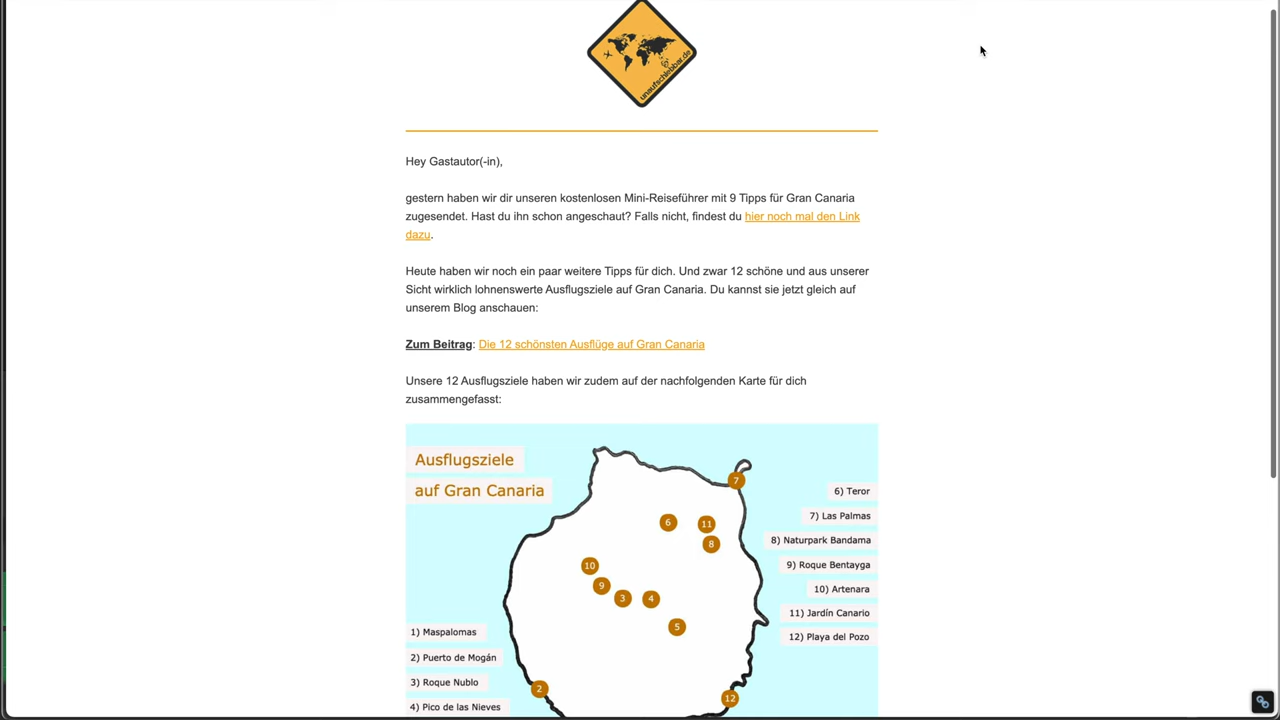 unaufschiebbar.de
Hey Gastautor(-in),
gestern haben wir dir unseren kostenlosen Mini-Reiseführer mit 9 Tipps für Gran Canaria
zugesendet. Hast du ihn schon angeschaut? Falls nicht, findest du hier noch mal den Link
dazu.
Heute haben wir noch ein paar weitere Tipps für dich. Und zwar 12 schöne und aus unserer
Sicht wirklich lohnenswerte Ausflugsziele auf Gran Canaria. Du kannst sie jetzt gleich auf
unserem Blog anschauen:
Zum Beitrag: Die 12 schönsten Ausflüge auf Gran Canaria
Unsere 12 Ausflugsziele haben wir zudem auf der nachfolgenden Karte für dich
zusammengefasst:
Ausflugsziele
auf Gran Canaria
7
6) Teror
7) Las Palmas
6
11
8
8) Naturpark Bandama
9) Roque Bentayga
10
9
10) Artenara
3
4
11) Jardín Canario
5
12) Playa del Pozo
1) Maspalomas
2) Puerto de Mogán
3) Roque Nublo
2
12
4) Pico de las Nieves